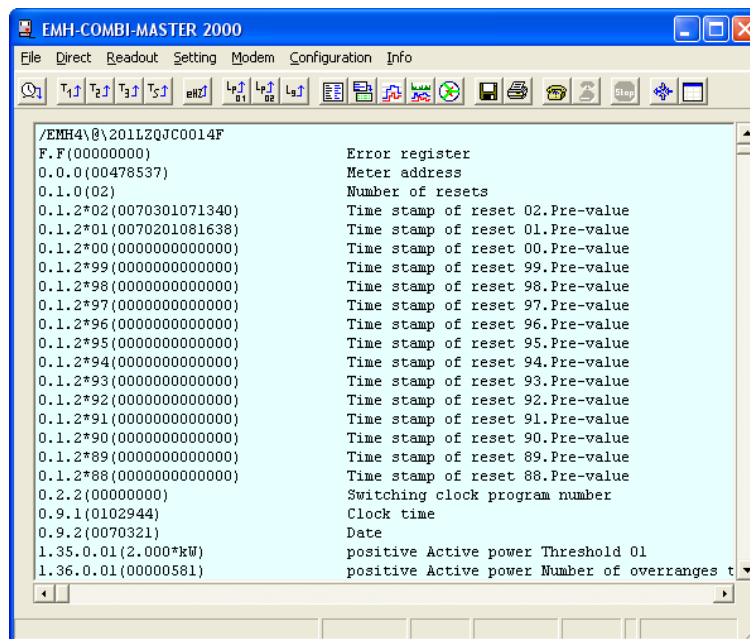 EMH-COMBI-MASTER 2000
File Direct Readout Setting Modem Configuration Info
T1 T2 T3 TS eHZ LP 01 LP 02 Lg Stop
/EMH4\@\201LZQJC0014F
F.F(00000000) Error register
0.0.0(00478537) Meter address
0.1.0(02) Number of resets
0.1.2*02(0070301071340) Time stamp of reset 02.Pre-value
0.1.2*01(0070201081638) Time stamp of reset 01.Pre-value
0.1.2*00(0000000000000) Time stamp of reset 00.Pre-value
0.1.2*99(0000000000000) Time stamp of reset 99.Pre-value
0.1.2*98(0000000000000) Time stamp of reset 98.Pre-value
0.1.2*97(0000000000000) Time stamp of reset 97.Pre-value
0.1.2*96(0000000000000) Time stamp of reset 96.Pre-value
0.1.2*95(0000000000000) Time stamp of reset 95.Pre-value
0.1.2*94(0000000000000) Time stamp of reset 94.Pre-value
0.1.2*93(0000000000000) Time stamp of reset 93.Pre-value
0.1.2*92(0000000000000) Time stamp of reset 92.Pre-value
0.1.2*91(0000000000000) Time stamp of reset 91.Pre-value
0.1.2*90(0000000000000) Time stamp of reset 90.Pre-value
0.1.2*89(0000000000000) Time stamp of reset 89.Pre-value
0.1.2*88(0000000000000) Time stamp of reset 88.Pre-value
0.2.2(00000000) Switching clock program number
0.9.1(0102944) Clock time
0.9.2(0070321) Date
1.35.0.01(2.000*kW) positive Active power Threshold 01
1.36.0.01(00000581) positive Active power Number of overranges t